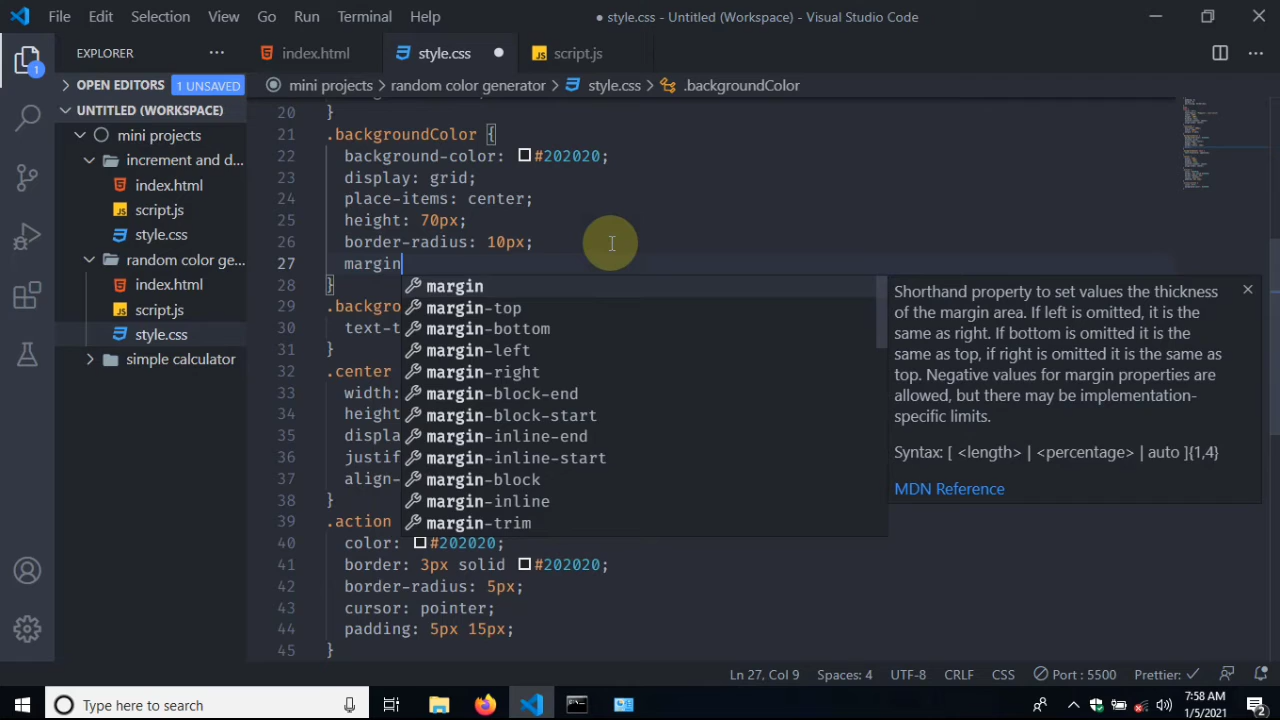 File Edit Selection View Go Run Terminal Help ● style.css - Untitled (Workspace) - Visual Studio Code
EXPLORER ··· index.html style.css ● JS script.js ···
OPEN EDITORS 1 UNSAVED
mini projects > random color generator > style.css > .backgroundColor
UNTITLED (WORKSPACE)
mini projects
increment and d...
index.html
JS script.js
style.css
random color ge...
index.html
JS script.js
style.css
simple calculator
1
20 }
21 .backgroundColor {
22 background-color: #202020;
23 display: grid;
24 place-items: center;
25 height: 70px;
26 border-radius: 10px;
27 margin
28 }
29 .backgro
30 text-t
31 }
32 .center
33 width:
34 height
35 displa
36 justif
37 align-
38 }
39 .action
40 color: #202020;
41 border: 3px solid #202020;
42 border-radius: 5px;
43 cursor: pointer;
44 padding: 5px 15px;
45 }
margin
margin-top
margin-bottom
margin-left
margin-right
margin-block-end
margin-block-start
margin-inline-end
margin-inline-start
margin-block
margin-inline
margin-trim
Shorthand property to set values the thickness
of the margin area. If left is omitted, it is the
same as right. If bottom is omitted it is the
same as top, if right is omitted it is the same as
top. Negative values for margin properties are
allowed, but there may be implementation-
specific limits.
Syntax: [ <length> | <percentage> | auto ]{1,4}
MDN Reference
Ln 27, Col 9 Spaces: 4 UTF-8 CRLF CSS Port : 5500 Prettier: ✓
Type here to search
7:58 AM
1/5/2021
2